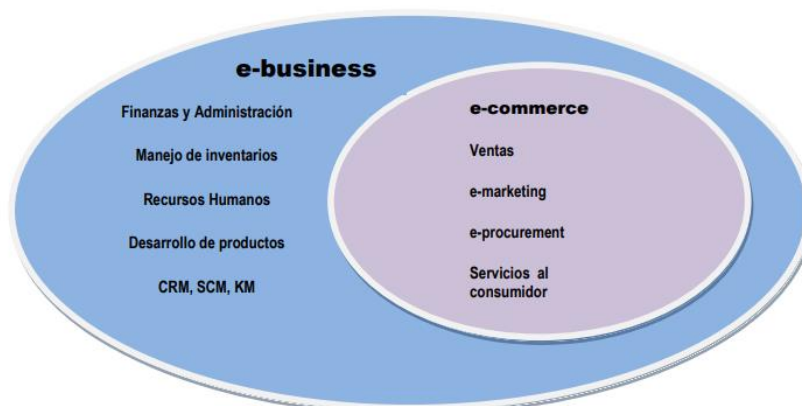 e-business
Finanzas y Administración
Manejo de inventarios
Recursos Humanos
Desarrollo de productos
CRM, SCM, KM
e-commerce
Ventas
e-marketing
e-procurement
Servicios al
consumidor